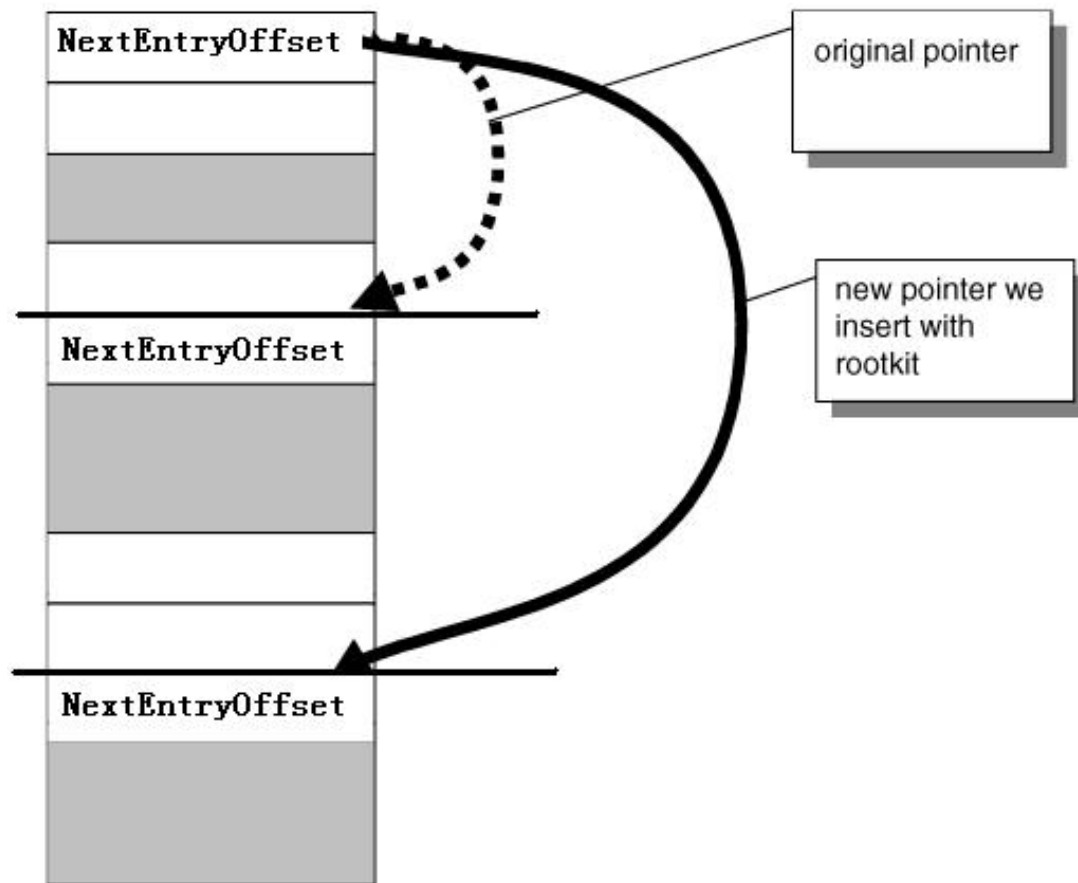 NextEntryOffset
original pointer
new pointer we
insert with
rootkit
NextEntryOffset
NextEntryOffset